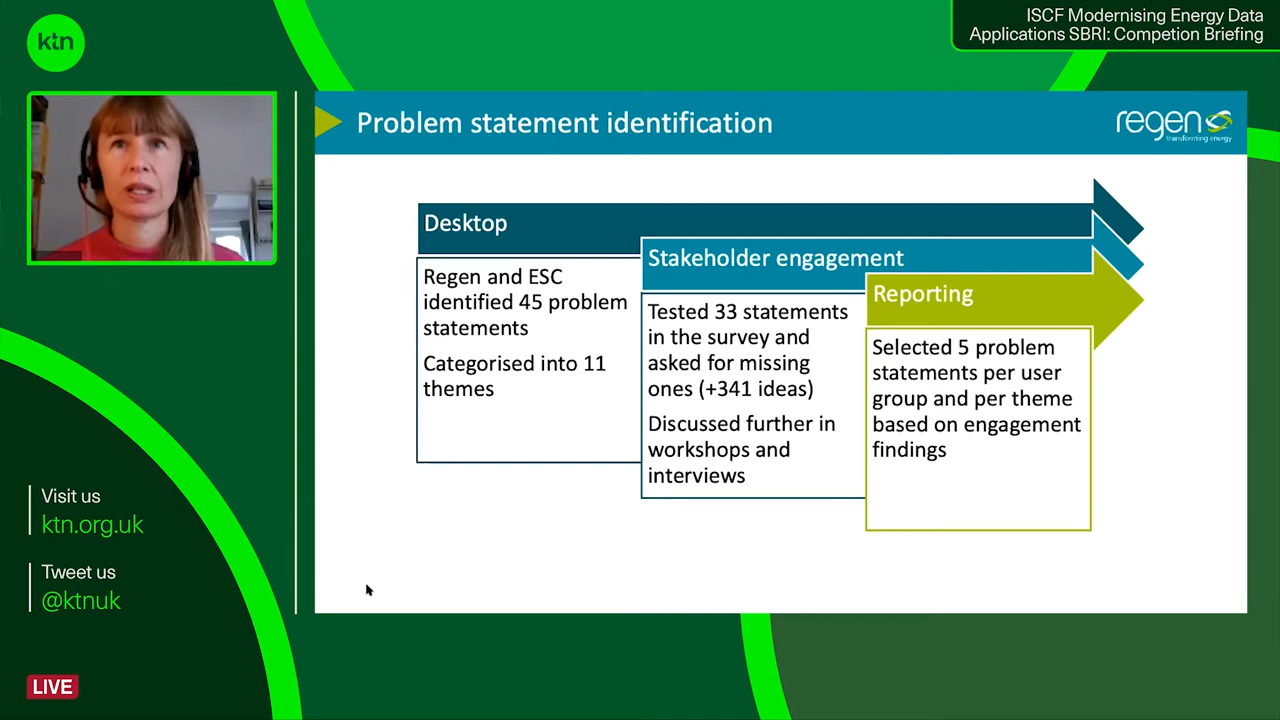 ktn
ISCF Modernising Energy Data
Applications SBRI: Competion Briefing
Problem statement identification
regen
transforming energy
Desktop
Regen and ESC
identified 45 problem
statements
Categorised into 11
themes
Stakeholder engagement
Tested 33 statements
in the survey and
asked for missing
ones (+341 ideas)
Discussed further in
workshops and
interviews
Reporting
Selected 5 problem
statements per user
group and per theme
based on engagement
findings
Visit us
ktn.org.uk
Tweet us
@ktnuk
LIVE